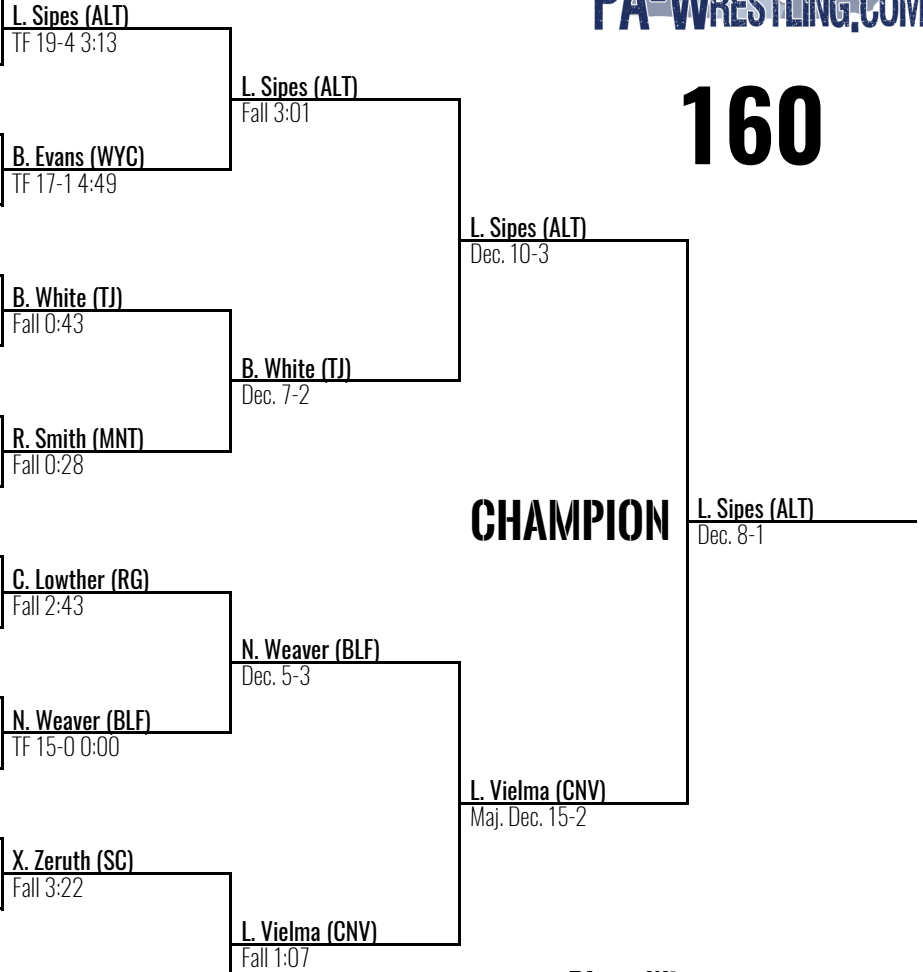 PA-WRESTLING.COM
160
L. Sipes (ALT)
TF 19-4 3:13
B. Evans (WYC)
TF 17-1 4:49
B. White (TJ)
Fall 0:43
R. Smith (MNT)
Fall 0:28
C. Lowther (RG)
Fall 2:43
N. Weaver (BLF)
TF 15-0 0:00
X. Zeruth (SC)
Fall 3:22
L. Sipes (ALT)
Fall 3:01
B. White (TJ)
Dec. 7-2
N. Weaver (BLF)
Dec. 5-3
L. Vielma (CNV)
Fall 1:07
L. Sipes (ALT)
Dec. 10-3
L. Vielma (CNV)
Maj. Dec. 15-2
CHAMPION
L. Sipes (ALT)
Dec. 8-1